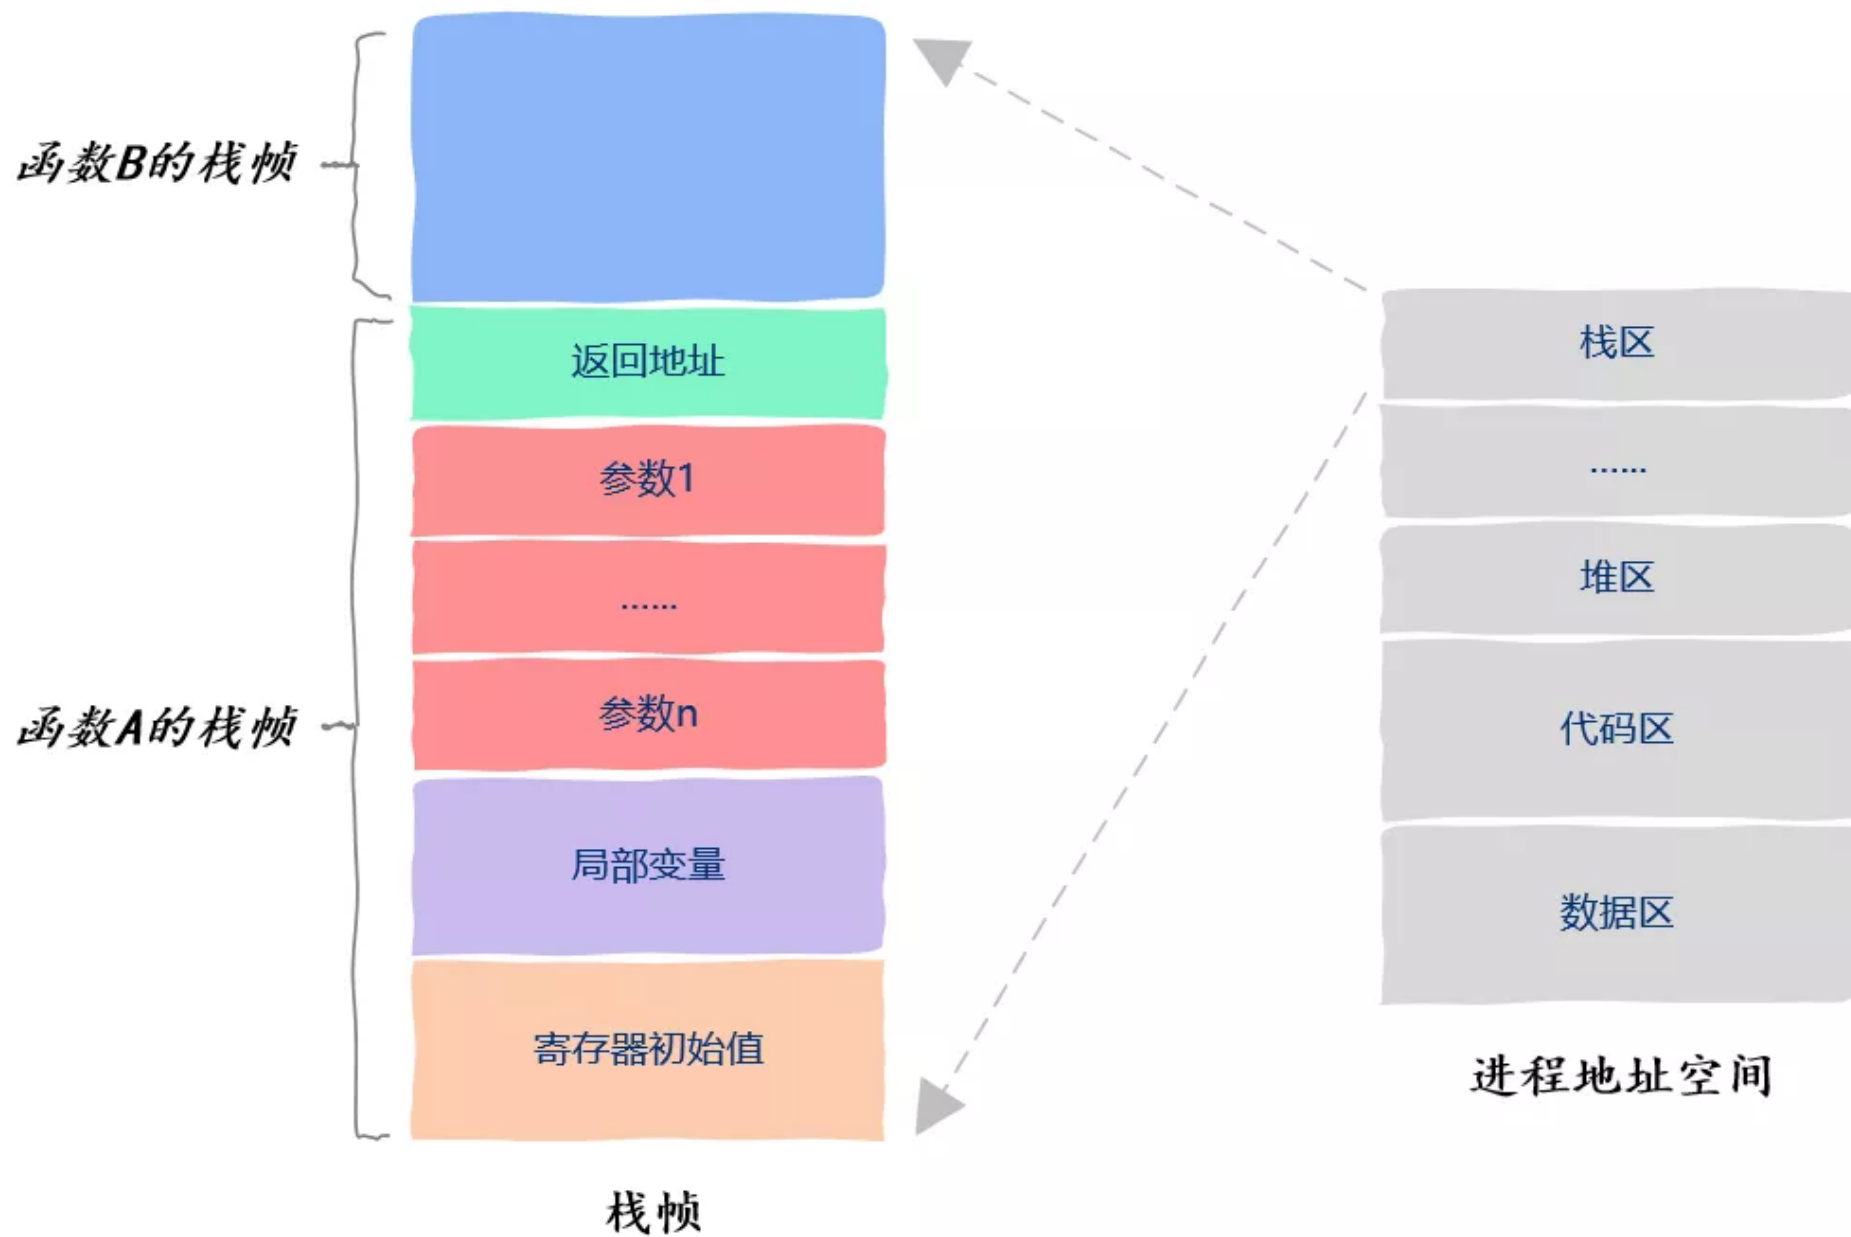 函数B的栈帧
返回地址
参数1
……
参数n
局部变量
寄存器初始值
函数A的栈帧
栈帧
栈区
……
堆区
代码区
数据区
进程地址空间